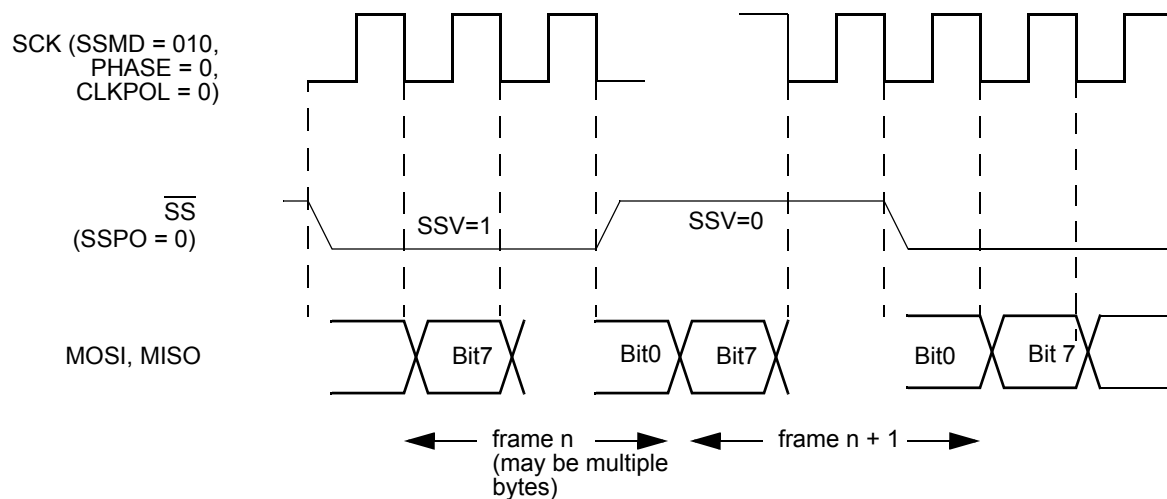 SCK (SSMD = 010,
PHASE = 0,
CLKPOL = 0)
SS
(SSPO = 0)
SSV=1
SSV=0
MOSI, MISO
Bit7
Bit0
Bit7
Bit0
Bit 7
frame n
(may be multiple
bytes)
frame n + 1